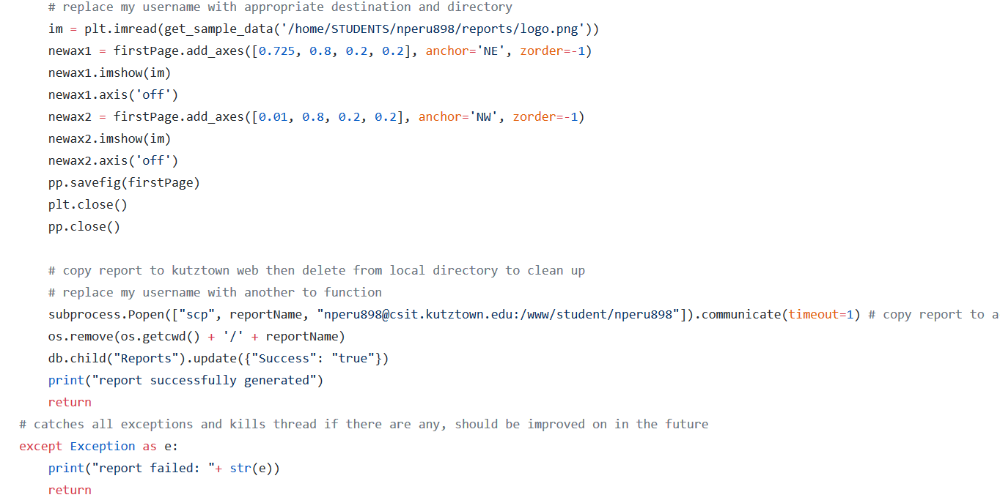 # replace my username with appropriate destination and directory
im = plt.imread(get_sample_data('/home/STUDENTS/nperu898/reports/logo.png'))
newax1 = firstPage.add_axes([0.725, 0.8, 0.2, 0.2], anchor='NE', zorder=-1)
newax1.imshow(im)
newax1.axis('off')
newax2 = firstPage.add_axes([0.01, 0.8, 0.2, 0.2], anchor='NW', zorder=-1)
newax2.imshow(im)
newax2.axis('off')
pp.savefig(firstPage)
plt.close()
pp.close()
# copy report to kutztown web then delete from local directory to clean up
# replace my username with another to function
subprocess.Popen(["scp", reportName, "nperu898@csit.kutztown.edu:/www/student/nperu898"]).communicate(timeout=1) # copy report to a
os.remove(os.getcwd() + '/' + reportName)
db.child("Reports").update({"Success": "true"})
print("report successfully generated")
return
# catches all exceptions and kills thread if there are any, should be improved on in the future
except Exception as e:
print("report failed: "+ str(e))
return